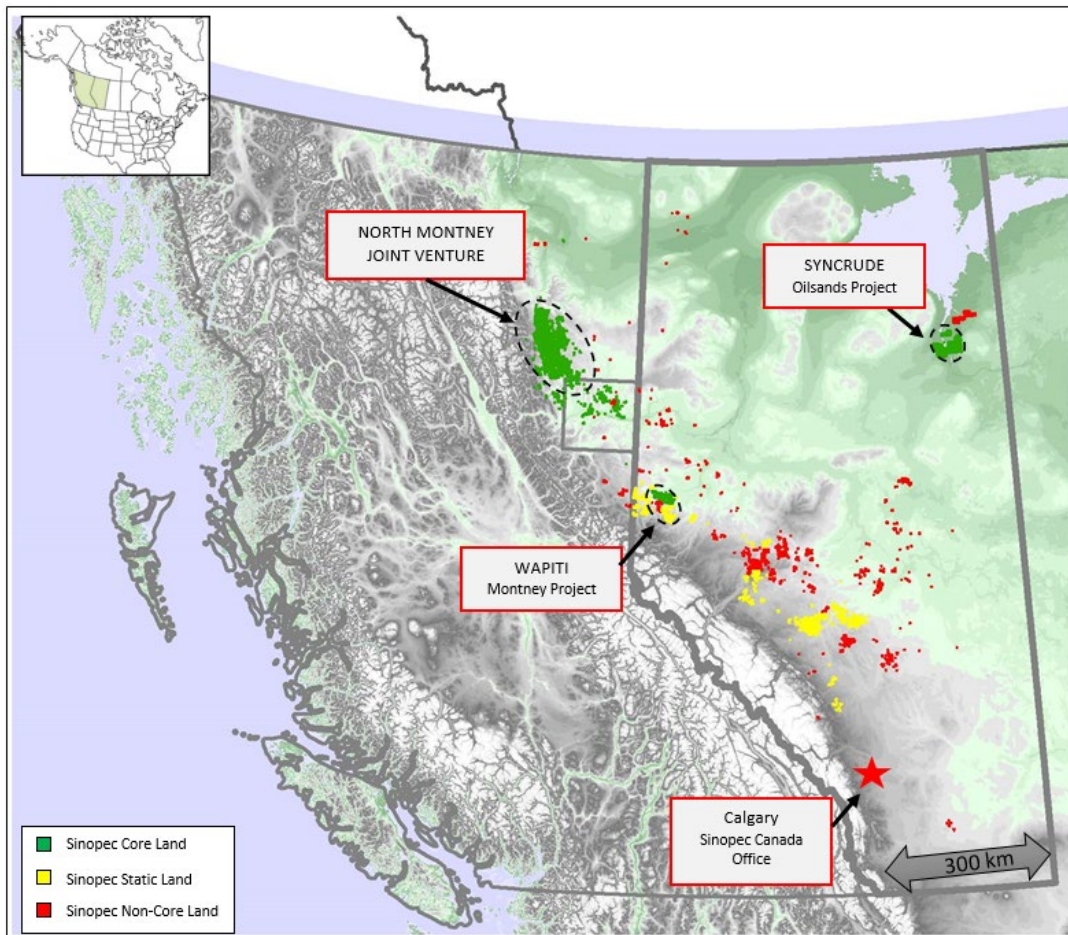 NORTH MONTNEY
JOINT VENTURE
SYNCRUDE
Oilsands Project
WAPITI
Montney Project
Calgary
Sinopec Canada
Office
300 km
Sinopec Core Land
Sinopec Static Land
Sinopec Non-Core Land